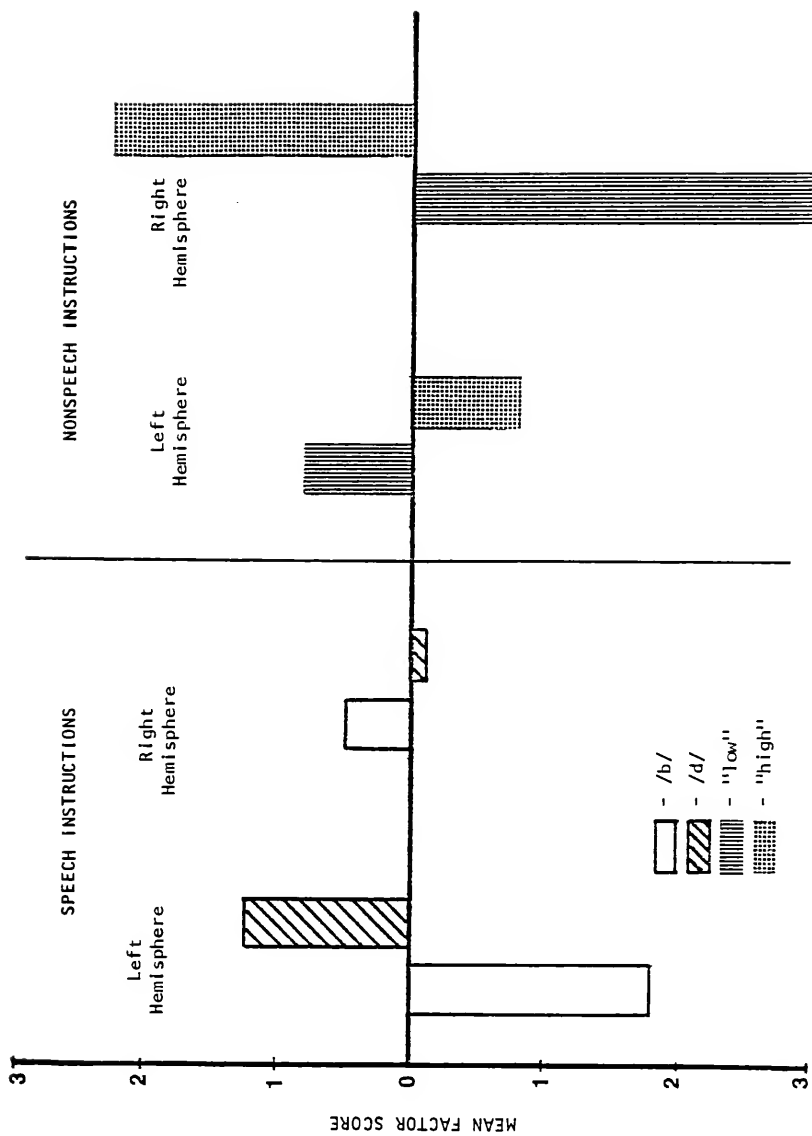 SPEECH INSTRUCTIONS
NONSPEECH INSTRUCTIONS
Left
Hemisphere
Right
Hemisphere
Left
Hemisphere
Right
Hemisphere
3
2
1
0
1
2
3
MEAN FACTOR SCORE
- /b/
- /d/
- "low"
- "high"